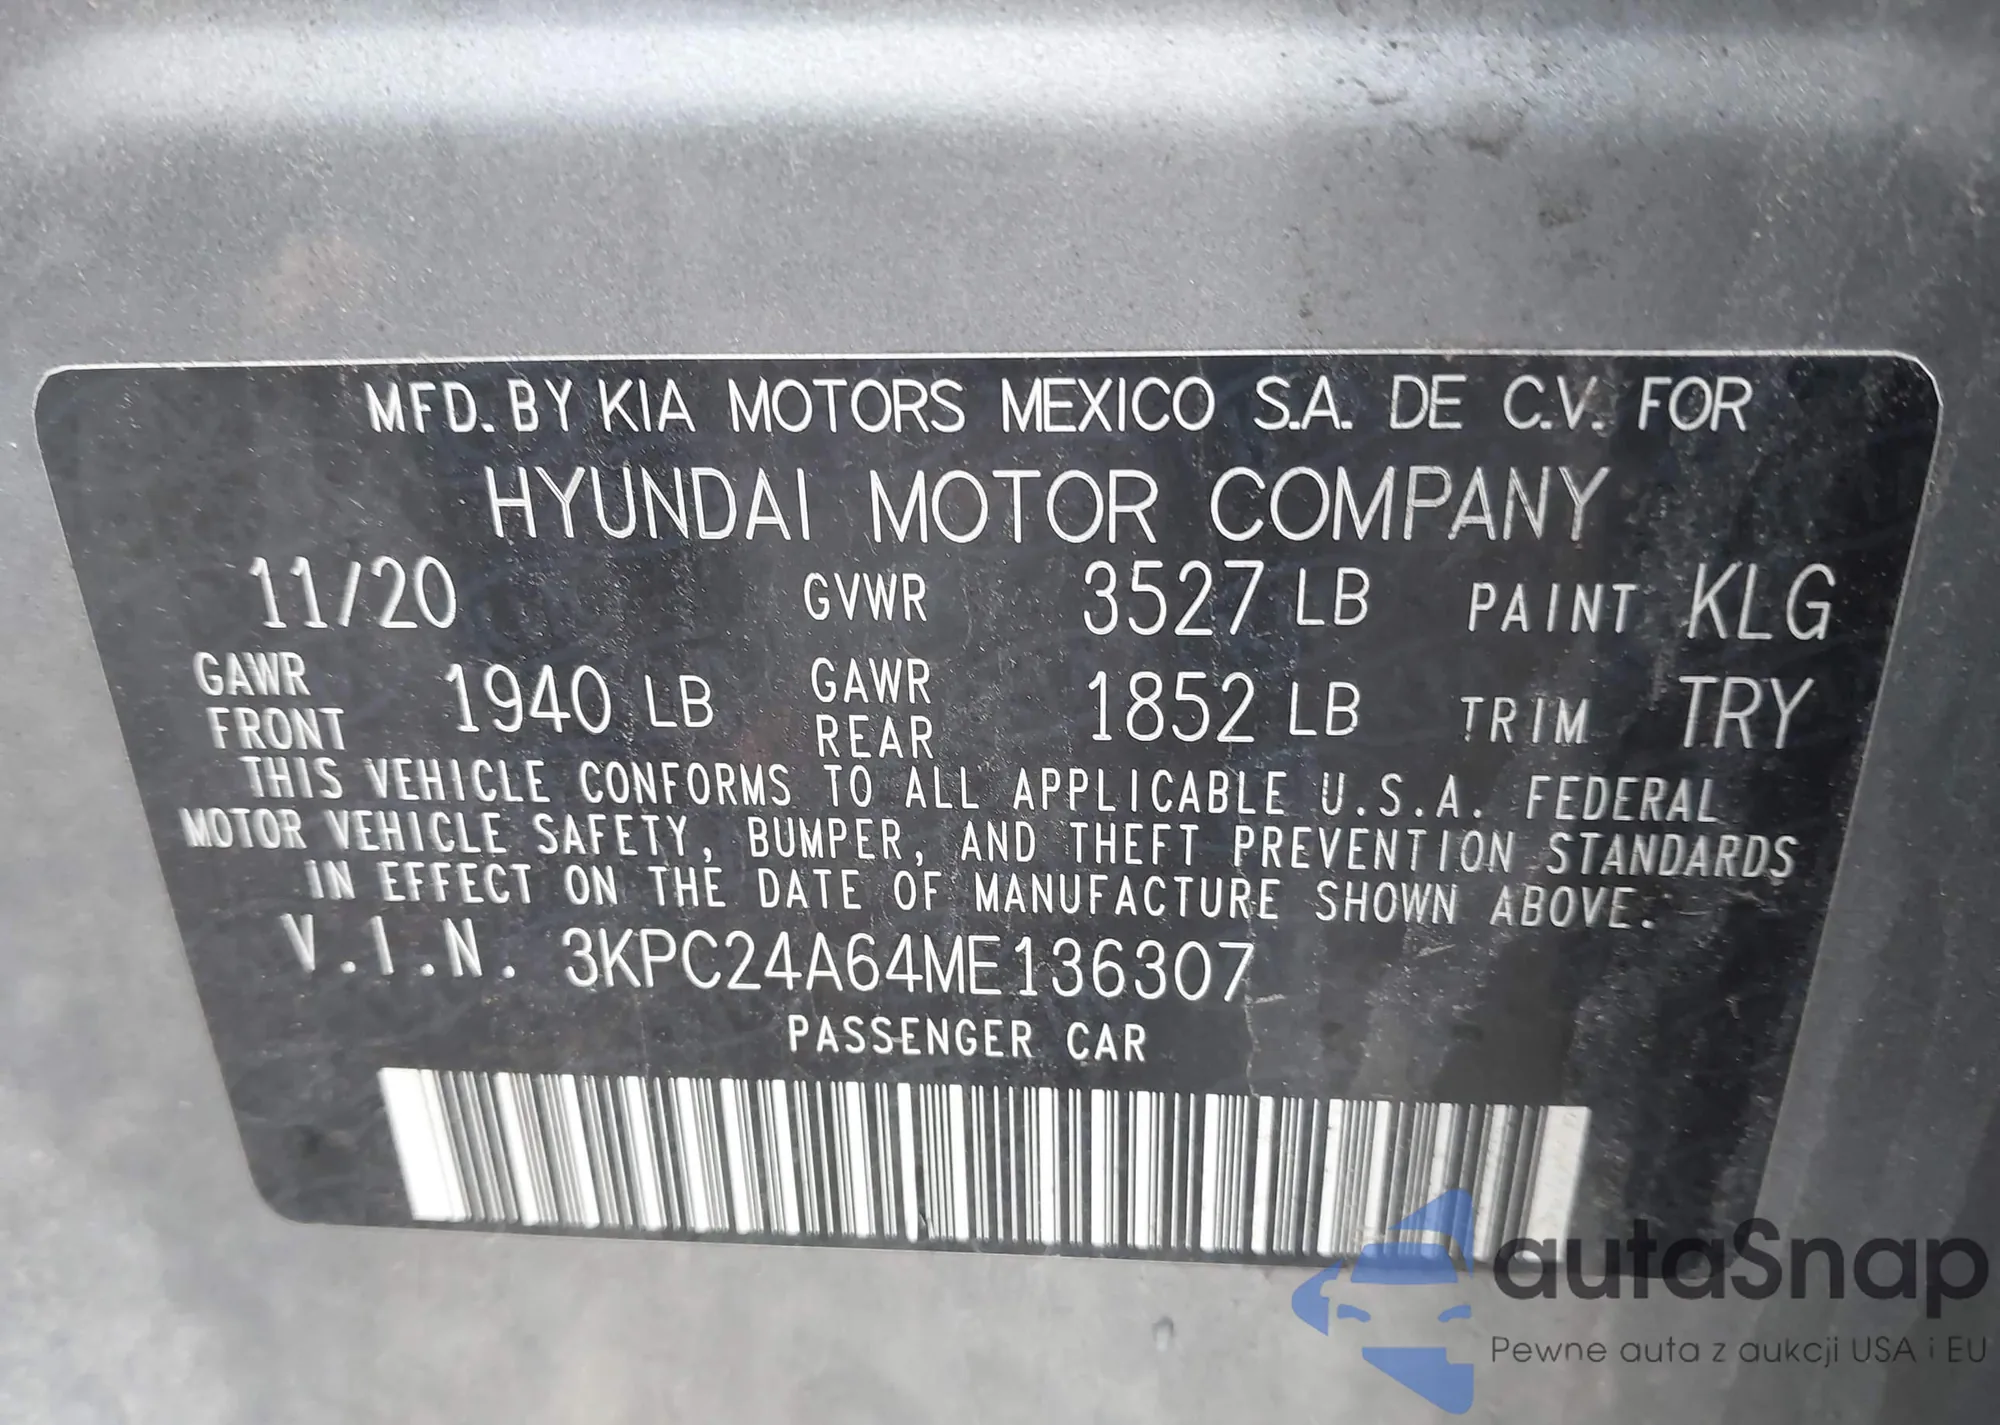 MFD. BY KIA MOTORS MEXICO S.A. DE C.V. FOR
HYUNDAI MOTOR COMPANY
11/20 GVWR 3527 LB PAINT KLG
GAWR FRONT 1940 LB GAWR REAR 1852 LB TRIM TRY
THIS VEHICLE CONFORMS TO ALL APPLICABLE U.S.A. FEDERAL
MOTOR VEHICLE SAFETY, BUMPER, AND THEFT PREVENTION STANDARDS
IN EFFECT ON THE DATE OF MANUFACTURE SHOWN ABOVE.
V.I.N. 3KPC24A64ME136307
PASSENGER CAR
autaSnap
Pewne auta z aukcji USA i EU